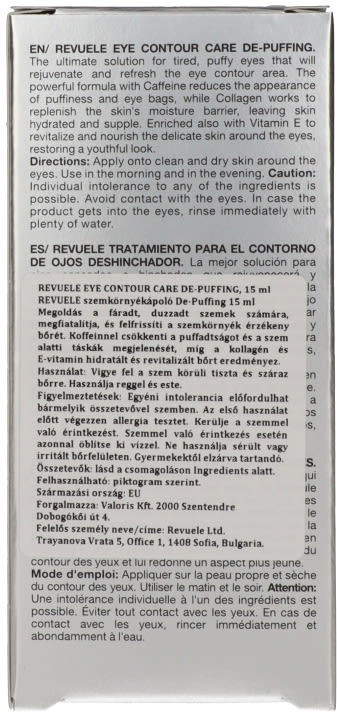 EN/ REVUELE EYE CONTOUR CARE DE-PUFFING.
The ultimate solution for tired, puffy eyes that will
rejuvenate and refresh the eye contour area. The
powerful formula with Caffeine reduces the appearance
of puffiness and eye bags, while Collagen works to
replenish the skin's moisture barrier, leaving skin
hydrated and supple. Enriched also with Vitamin E to
revitalize and nourish the delicate skin around the eyes,
restoring a youthful look.
Directions: Apply onto clean and dry skin around the
eyes. Use in the morning and in the evening. Caution:
Individual intolerance to any of the ingredients is
possible. Avoid contact with the eyes. In case the
product gets into the eyes, rinse immediately with
plenty of water.
ES/ REVUELE TRATAMIENTO PARA EL CONTORNO
DE OJOS DESHINCHADOR. La mejor solución para
REVUELE EYE CONTOUR CARE DE-PUFFING, 15 ml
REVUELE szemkörnyékápoló De-Puffing 15 ml
Megoldás a fáradt, duzzadt szemek számára,
megfiatalítja, és felfrissíti a szemkörnyék érzékeny
bőrét. Koffeinnel csökkenti a puffadtságot és a szem
alatti táskák megjelenését, míg a kollagén és
E-vitamin hidratált és revitalizált bőrt eredményez.
Használat: Vigye fel a szem körüli tiszta és száraz
bőrre. Használja reggel és este.
Figyelmeztetések: Egyéni intolerancia előfordulhat
bármelyik összetevővel szemben. Az első használat
előtt végezzen allergia tesztet. Kerülje a szemmel
való érintkezést. Szemmel való érintkezés esetén
azonnal öblítse ki vízzel. Ne használja sérült vagy
irritált bőrfelületen. Gyermekektől elzárva tartandó.
Összetevők: lásd a csomagoláson Ingredients alatt.
Felhasználható: piktogram szerint.
Származási ország: EU
Forgalmazza: Valoris Kft. 2000 Szentendre
Dobogókői út 4.
Felelős személy neve/címe: Revuele Ltd.
Trayanova Vrata 5, Office 1, 1408 Sofia, Bulgaria.
contour des yeux et lui redonne un aspect plus jeune.
Mode d'emploi: Appliquer sur la peau propre et sèche
du contour des yeux. Utiliser le matin et le soir. Attention:
Une intolérance individuelle à l'un des ingrédients est
possible. Éviter tout contact avec les yeux. En cas de
contact avec les yeux, rincer immédiatement et
abondamment à l'eau.